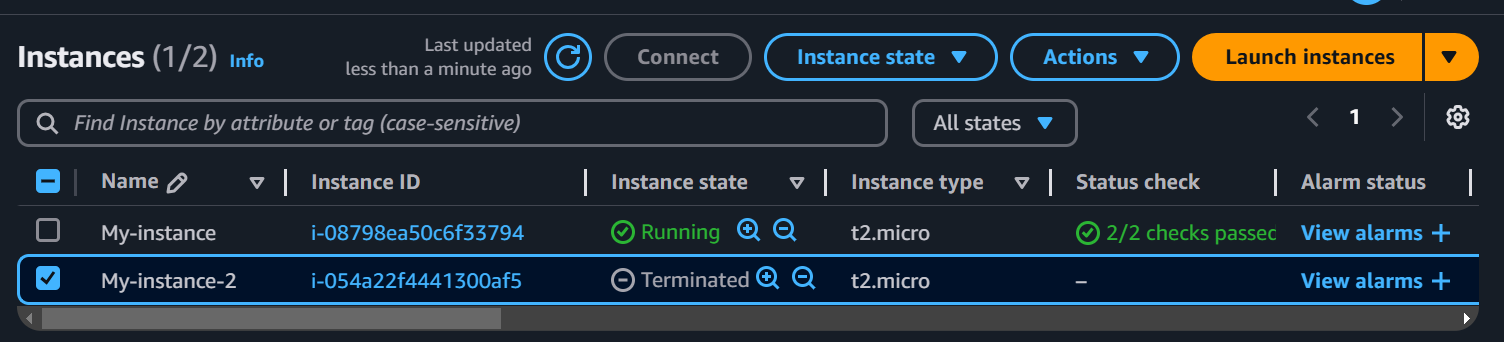 Instances (1/2) Info
Last updated
less than a minute ago
Connect
Instance state
Actions
Launch instances
Find Instance by attribute or tag (case-sensitive)
All states
1
Name Instance ID Instance state Instance type Status check Alarm status
My-instance i-08798ea50c6f33794 Running t2.micro 2/2 checks passec View alarms +
My-instance-2 i-054a22f4441300af5 Terminated t2.micro – View alarms +